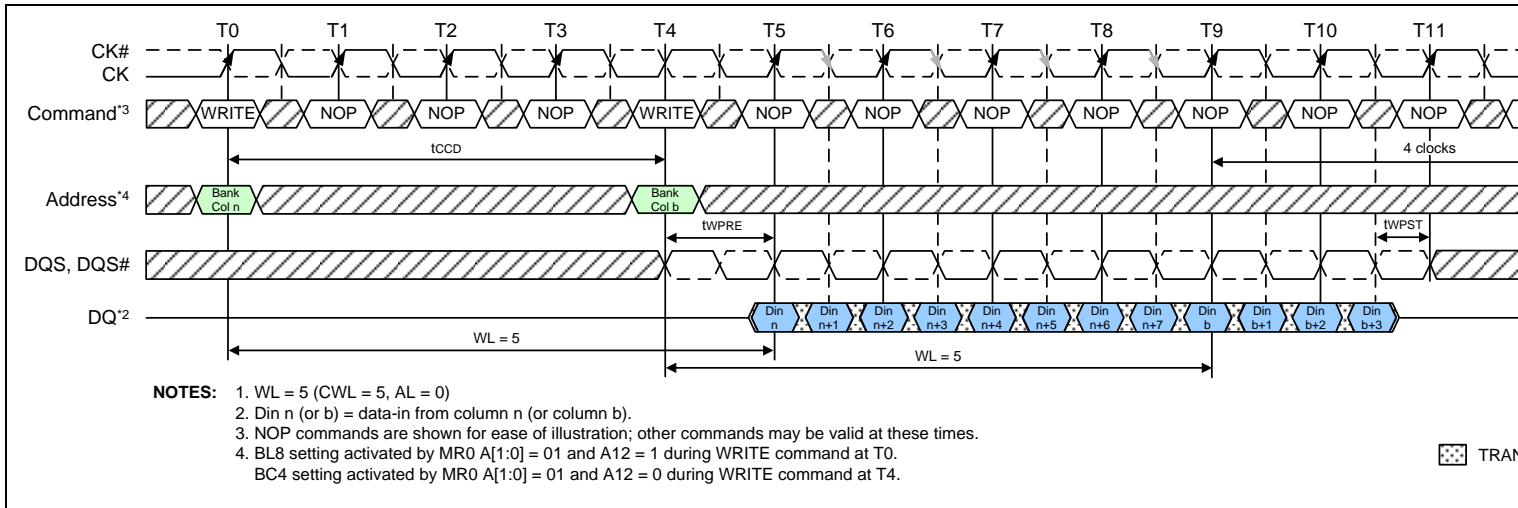 T0 T1 T2 T3 T4 T5 T6 T7 T8 T9 T10 T11
CK#
CK
Command*3 WRITE NOP NOP NOP WRITE NOP NOP NOP NOP NOP NOP NOP
tCCD 4 clocks
Address*4 Bank Col n Bank Col b
tWPRE tWPST
DQS, DQS#
DQ*2 Din n Din n+1 Din n+2 Din n+3 Din n+4 Din n+5 Din n+6 Din n+7 Din b Din b+1 Din b+2 Din b+3
WL = 5
WL = 5
NOTES: 1. WL = 5 (CWL = 5, AL = 0)
2. Din n (or b) = data-in from column n (or column b).
3. NOP commands are shown for ease of illustration; other commands may be valid at these times.
4. BL8 setting activated by MR0 A[1:0] = 01 and A12 = 1 during WRITE command at T0.
BC4 setting activated by MR0 A[1:0] = 01 and A12 = 0 during WRITE command at T4.
TRAN